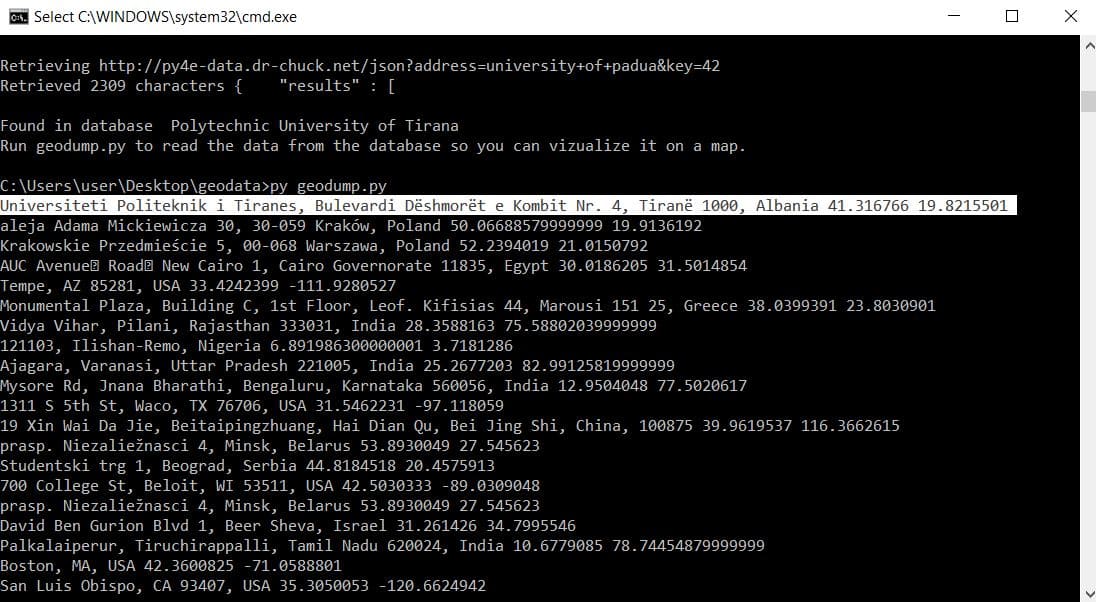 Select C:\WINDOWS\system32\cmd.exe
Retrieving http://py4e-data.dr-chuck.net/json?address=university+of+padua&key=42
Retrieved 2309 characters {    "results" : [
Found in database  Polytechnic University of Tirana
Run geodump.py to read the data from the database so you can vizualize it on a map.
C:\Users\user\Desktop\geodata>py geodump.py
Universiteti Politeknik i Tiranes, Bulevardi Dëshmorët e Kombit Nr. 4, Tiranë 1000, Albania 41.316766 19.8215501
aleja Adama Mickiewicza 30, 30-059 Kraków, Poland 50.06688579999999 19.9136192
Krakowskie Przedmieście 5, 00-068 Warszawa, Poland 52.2394019 21.0150792
AUC Avenue� Road� New Cairo 1, Cairo Governorate 11835, Egypt 30.0186205 31.5014854
Tempe, AZ 85281, USA 33.4242399 -111.9280527
Monumental Plaza, Building C, 1st Floor, Leof. Kifisias 44, Marousi 151 25, Greece 38.0399391 23.8030901
Vidya Vihar, Pilani, Rajasthan 333031, India 28.3588163 75.58802039999999
121103, Ilishan-Remo, Nigeria 6.891986300000001 3.7181286
Ajagara, Varanasi, Uttar Pradesh 221005, India 25.2677203 82.99125819999999
Mysore Rd, Jnana Bharathi, Bengaluru, Karnataka 560056, India 12.9504048 77.5020617
1311 S 5th St, Waco, TX 76706, USA 31.5462231 -97.118059
19 Xin Wai Da Jie, Beitaipingzhuang, Hai Dian Qu, Bei Jing Shi, China, 100875 39.9619537 116.3662615
prasp. Niezaliežnasci 4, Minsk, Belarus 53.8930049 27.545623
Studentski trg 1, Beograd, Serbia 44.8184518 20.4575913
700 College St, Beloit, WI 53511, USA 42.5030333 -89.0309048
prasp. Niezaliežnasci 4, Minsk, Belarus 53.8930049 27.545623
David Ben Gurion Blvd 1, Beer Sheva, Israel 31.261426 34.7995546
Palkalaiperur, Tiruchirappalli, Tamil Nadu 620024, India 10.6779085 78.74454879999999
Boston, MA, USA 42.3600825 -71.0588801
San Luis Obispo, CA 93407, USA 35.3050053 -120.6624942